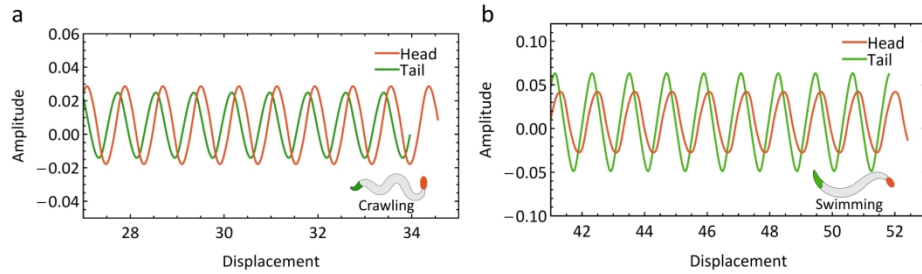 a
0.06
0.04
0.02
0.00
−0.02
−0.04
Amplitude
Head
Tail
Crawling
28 30 32 34
Displacement
b
0.10
0.05
0.00
−0.05
−0.10
Amplitude
Head
Tail
Swimming
42 44 46 48 50 52
Displacement